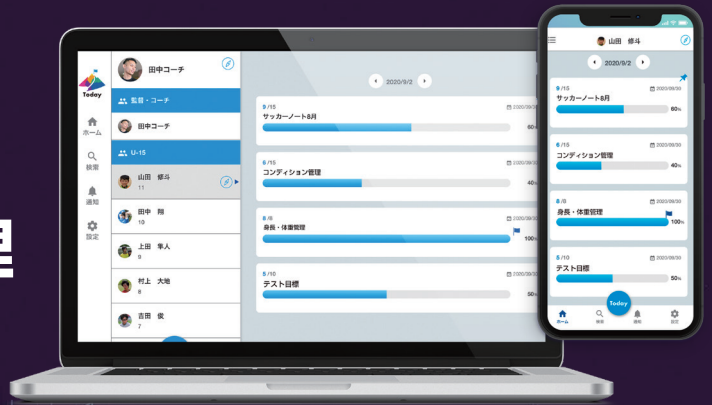 Today
ホーム
検索
通知
設定
田中コーチ
監督・コーチ
田中コーチ
U-15
山田 修斗
11
田中 翔
10
上田 隼人
9
村上 大地
8
吉田 俊
7
2020/9/2
9 /15
2020/09/30
サッカーノート8月
60%
6 /15
2020/09/30
コンディション管理
40%
8 /8
2020/09/30
身長・体重管理
100%
5 /10
2020/09/30
テスト目標
50%
山田 修斗
2020/9/2
9 /15
2020/09/30
サッカーノート8月
60%
6 /15
2020/09/30
コンディション管理
40%
8 /8
2020/09/30
身長・体重管理
100%
5 /10
2020/09/30
テスト目標
50%
Today
ホーム
検索
通知
設定